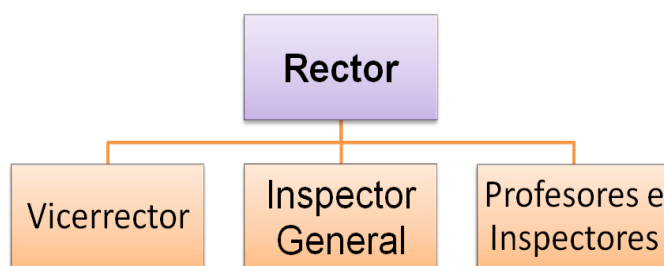 Rector
Vicerrector
Inspector
General
Profesores e
Inspectores